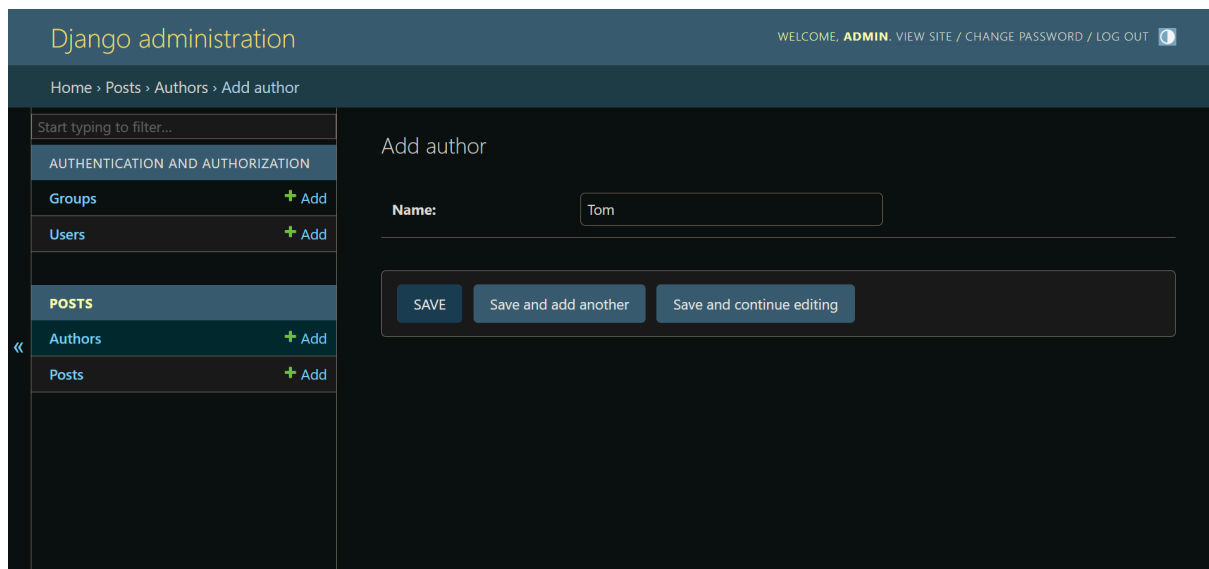 Django administration
WELCOME, ADMIN. VIEW SITE / CHANGE PASSWORD / LOG OUT
Home › Posts › Authors › Add author
Start typing to filter...
AUTHENTICATION AND AUTHORIZATION
Groups + Add
Users + Add
POSTS
Authors + Add
Posts + Add
«
Add author
Name: Tom
SAVE Save and add another Save and continue editing